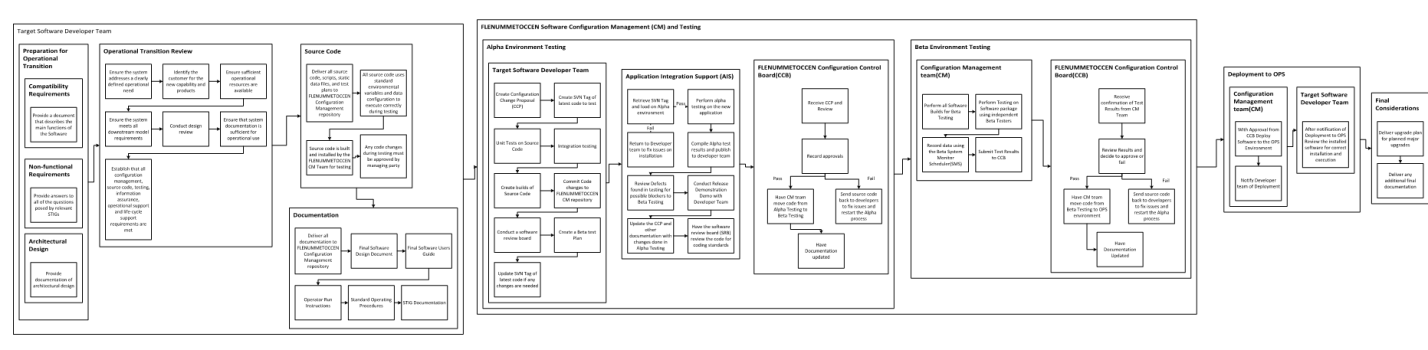 Target Software Developer Team
Preparation for
Operational
Transition
Compatibility
Requirements
Provide a document
that describes the
main functions of
the Software
Non-functional
Requirements
Provide answers to
all of the questions
posed by relevant
STIGs
Architectural
Design
Provide
documentation of
architectural design
Operational Transition Review
Ensure the system
addresses a clearly
defined operational
need
Identify the
customer for the
new capability and
products
Ensure sufficient
operational
resources are
available
Ensure the system
meets all
downstream model
requirements
Conduct design
review
Ensure that system
documentation is
sufficient for
operational use
Establish that all
configuration
management,
source code, testing,
information
assurance,
operational support
and life cycle
support
requirements are
met
Source Code
Deliver all source
code, scripts, static
data files, and test
plans to
FLENUMMETOCCEN
Configuration
Management
repository
All source code uses
standard
environmental
variables and data
configuration to
execute correctly
during testing
Source code is built
and installed by the
FLENUMMETOCCEN
CM Team for testing
Any code changes
during testing must
be approved by
managing party
Documentation
Deliver all
documentation to
FLENUMMETOCCEN
Configuration
Management
repository
Final Software
Design Document
Final Software Users
Guide
Operator Run
Instructions
Standard Operating
Procedures
STIG Documentation
FLENUMMETOCCEN Software Configuration Management (CM) and Testing
Alpha Environment Testing
Target Software Developer Team
Create Configuration
Change Proposal
(CCP)
Create SVN Tag of
latest code to test
Unit Tests on Source
Code
Integration testing
Create builds of
Source Code
Commit Code
changes to
FLENUMMETOCCEN
CM repository
Conduct a software
review board
Create a Beta test
Plan
Update SVN Tag of
latest code if any
changes are needed
Application Integration Support (AIS)
Retrieve SVN Tag
and load on Alpha
environment
Pass
Perform alpha
testing on the new
application
Fail
Return to Developer
team to fix issues on
installation
Compile Alpha test
results and publish
to developer team
Review Defects
found in testing for
possible blockers to
Beta Testing
Conduct Release
Demonstration
Demo with
Developer Team
Update the CCP and
other
documentation with
changes done in
Alpha Testing
Have the software
review board (SRB)
review the code for
coding standards
FLENUMMETOCCEN Configuration Control
Board(CCB)
Receive CCP and
Review
Record approvals
Pass
Fail
Have CM team
move code from
Alpha Testing to
Beta Testing
Send source code
back to developers
to fix issues and
restart the Alpha
process
Have
Documentation
updated
Beta Environment Testing
Configuration Management
team(CM)
Perform all Software
Builds for Beta
Testing
Perform Testing on
Software package
using independent
Beta Testers
Record data using
the Beta System
Monitor
Scheduler(SMS)
Submit Test Results
to CCB
FLENUMMETOCCEN Configuration Control
Board(CCB)
Receive
confirmation of Test
Results from CM
Team
Review Results and
decide to approve or
fail
Pass
Fail
Have CM team
move code from
Beta Testing to OPS
environment
Send source code
back to developers
to fix issues and
restart the Alpha
process
Have
Documentation
Updated
Deployment to OPS
Configuration
Management
team(CM)
With Approval from
CCB Deploy
Software to the OPS
Environment
Notify Developer
team of Deployment
Target Software
Developer Team
After notification of
Deployment to OPS
Review the installed
software for correct
installation and
execution
Final
Considerations
Deliver upgrade plan
for planned major
upgrades
Deliver any
additional final
documentation